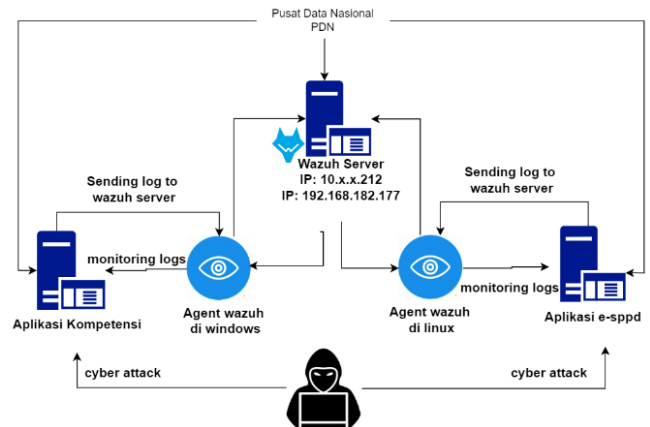 Pusat Data Nasional
PDN
Wazuh Server
IP: 10.x.x.212
IP: 192.168.182.177
Sending log to
wazuh server
Sending log to
wazuh server
monitoring logs
monitoring logs
Aplikasi Kompetensi
Agent wazuh
di windows
Agent wazuh
di linux
Aplikasi e-sppd
cyber attack
cyber attack